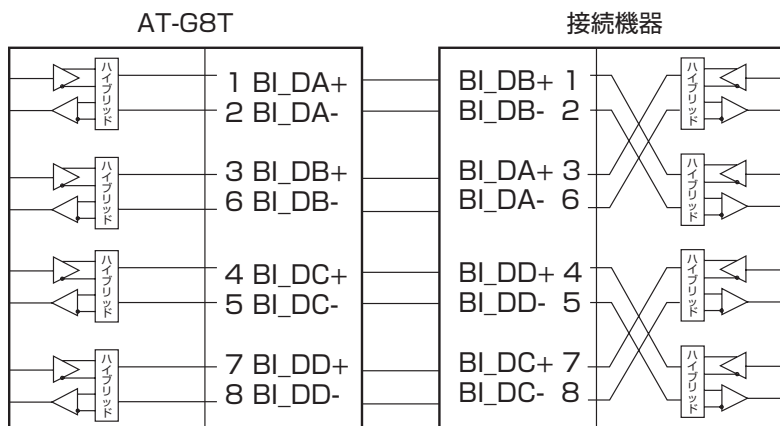 AT-G8T
接続機器
ハイブリッド
1 BI_DA+
2 BI_DA-
ハイブリッド
3 BI_DB+
6 BI_DB-
ハイブリッド
4 BI_DC+
5 BI_DC-
ハイブリッド
7 BI_DD+
8 BI_DD-
BI_DB+ 1
BI_DB- 2
ハイブリッド
BI_DA+ 3
BI_DA- 6
ハイブリッド
BI_DD+ 4
BI_DD- 5
ハイブリッド
BI_DC+ 7
BI_DC- 8
ハイブリッド